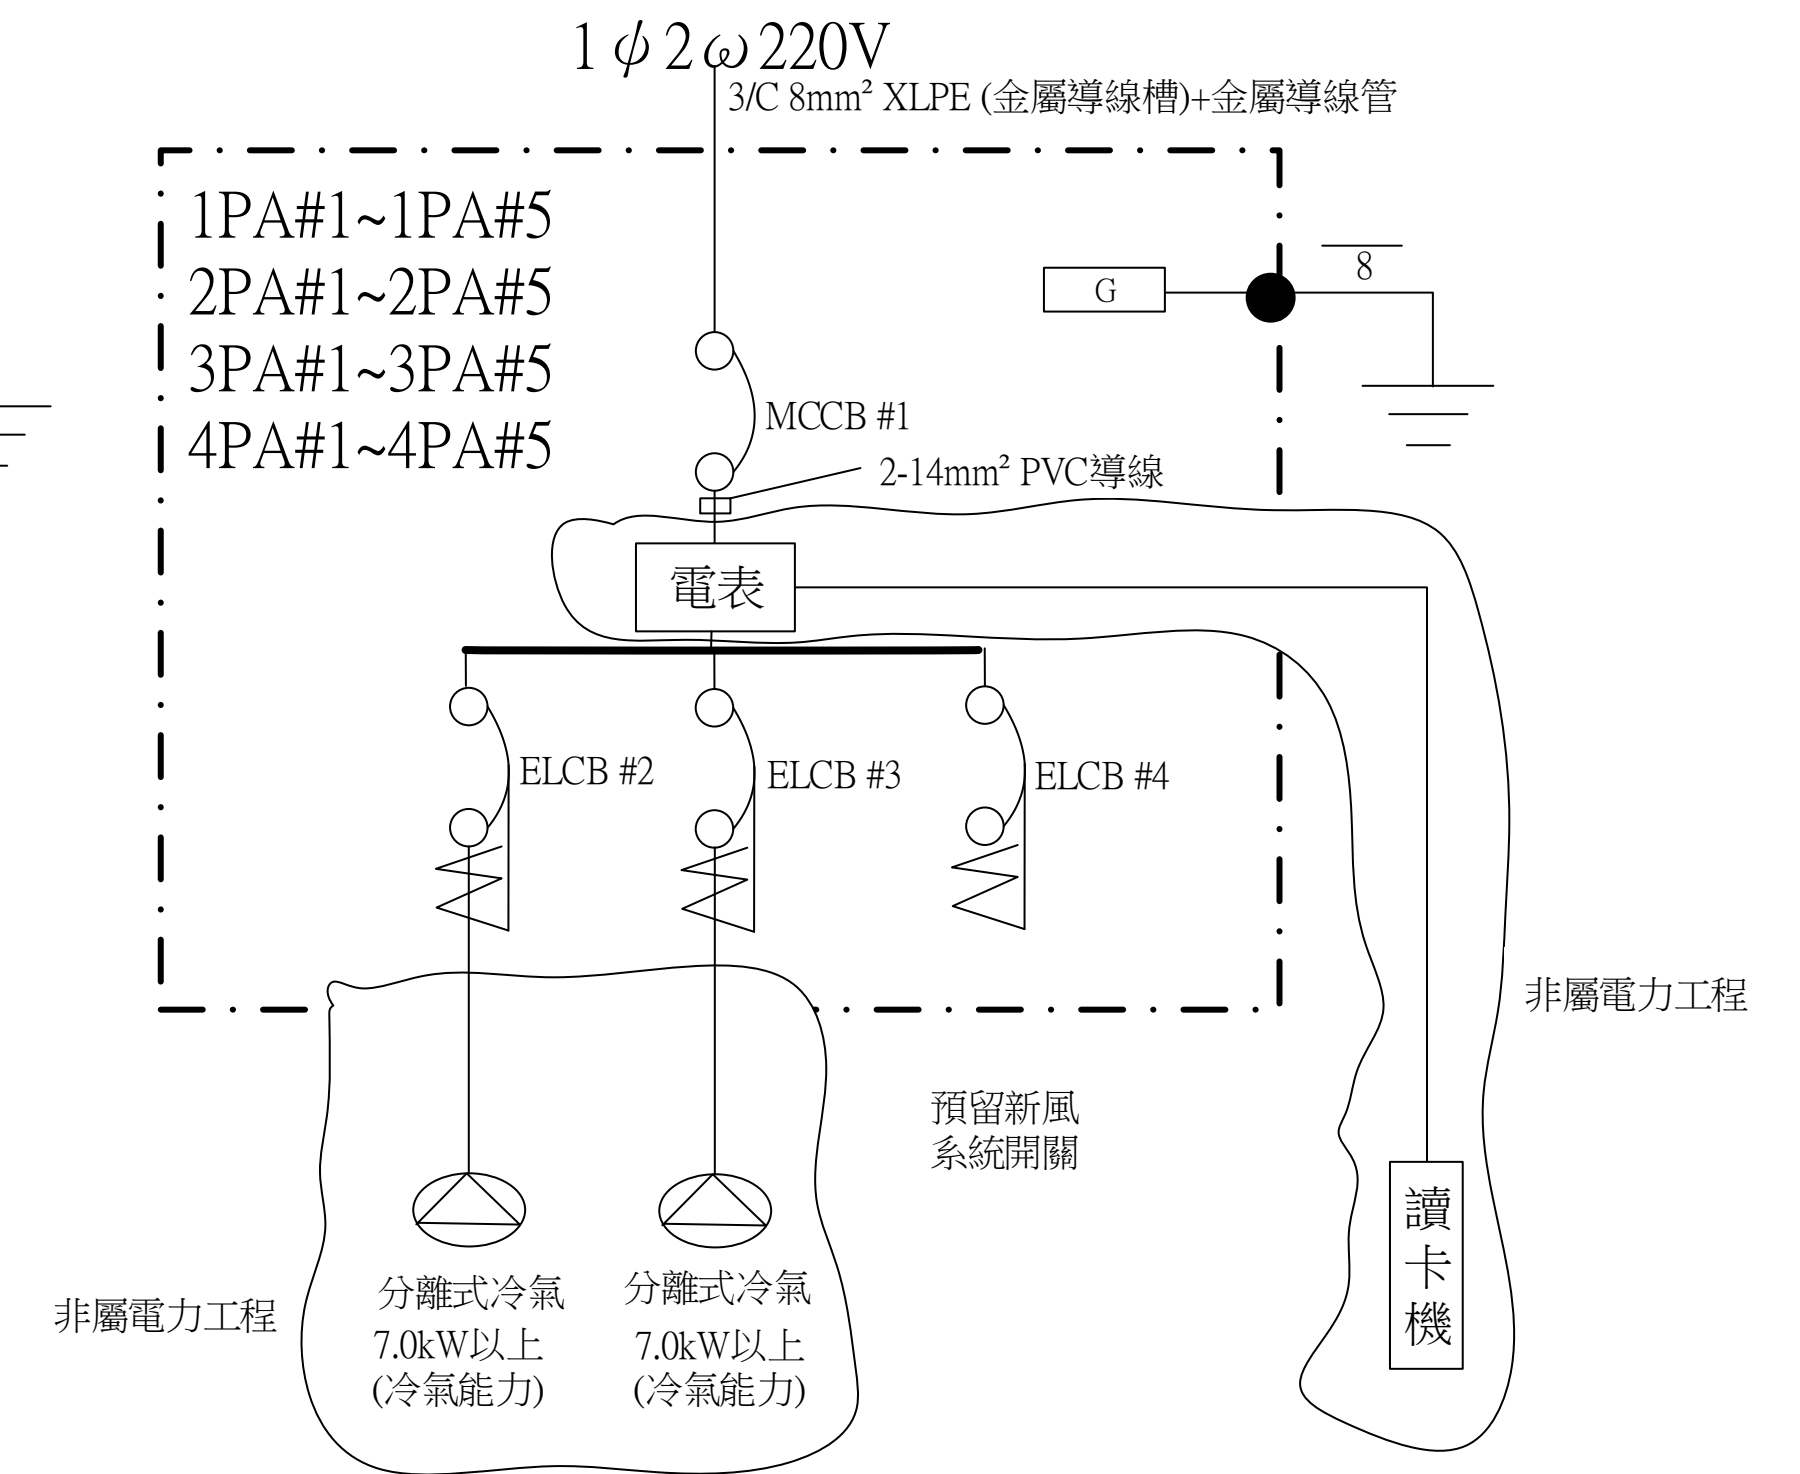 1ψ2ω220V
3/C 8mm² XLPE (金屬導線槽)+金屬導線管
1PA#1~1PA#5
2PA#1~2PA#5
3PA#1~3PA#5
4PA#1~4PA#5
G
8
MCCB #1
2-14mm² PVC導線
電表
ELCB #2
ELCB #3
ELCB #4
非屬電力工程
預留新風
系統開關
讀卡機
非屬電力工程
分離式冷氣
7.0kW以上
(冷氣能力)
分離式冷氣
7.0kW以上
(冷氣能力)